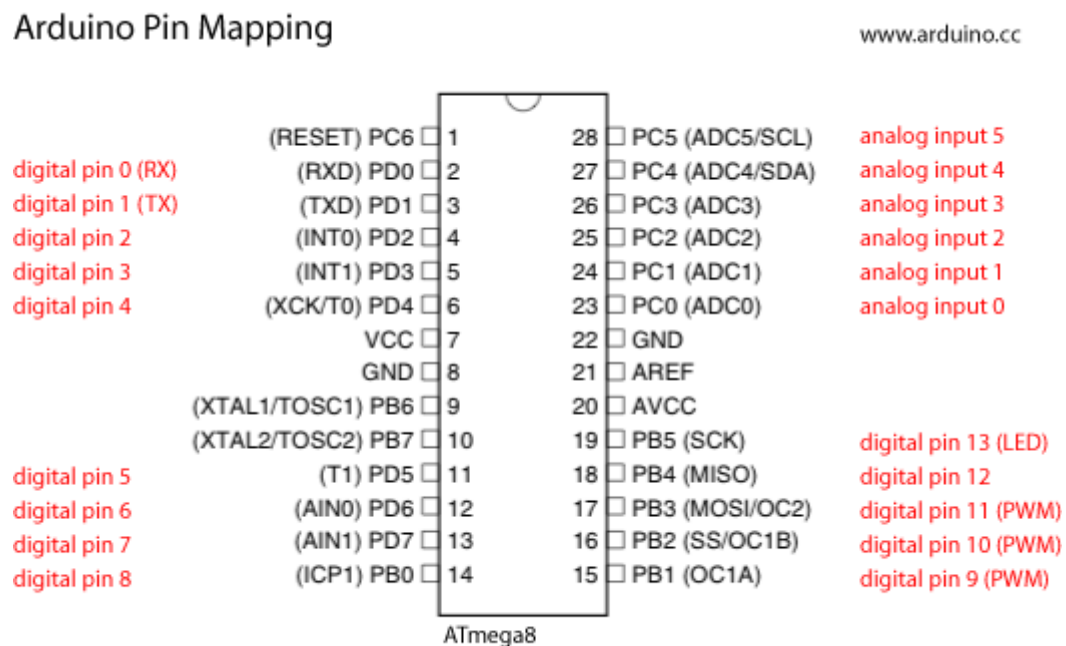 Arduino Pin Mapping www.arduino.cc
(RESET) PC6 1 28 PC5 (ADC5/SCL) analog input 5
digital pin 0 (RX) (RXD) PD0 2 27 PC4 (ADC4/SDA) analog input 4
digital pin 1 (TX) (TXD) PD1 3 26 PC3 (ADC3) analog input 3
digital pin 2 (INT0) PD2 4 25 PC2 (ADC2) analog input 2
digital pin 3 (INT1) PD3 5 24 PC1 (ADC1) analog input 1
digital pin 4 (XCK/T0) PD4 6 23 PC0 (ADC0) analog input 0
VCC 7 22 GND
GND 8 21 AREF
(XTAL1/TOSC1) PB6 9 20 AVCC
(XTAL2/TOSC2) PB7 10 19 PB5 (SCK) digital pin 13 (LED)
digital pin 5 (T1) PD5 11 18 PB4 (MISO) digital pin 12
digital pin 6 (AIN0) PD6 12 17 PB3 (MOSI/OC2) digital pin 11 (PWM)
digital pin 7 (AIN1) PD7 13 16 PB2 (SS/OC1B) digital pin 10 (PWM)
digital pin 8 (ICP1) PB0 14 15 PB1 (OC1A) digital pin 9 (PWM)
ATmega8